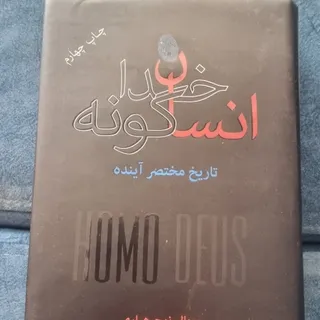 چاپ چهارم
انسان
خداگونه
تاریخ مختصر آینده
HOMO DEUS